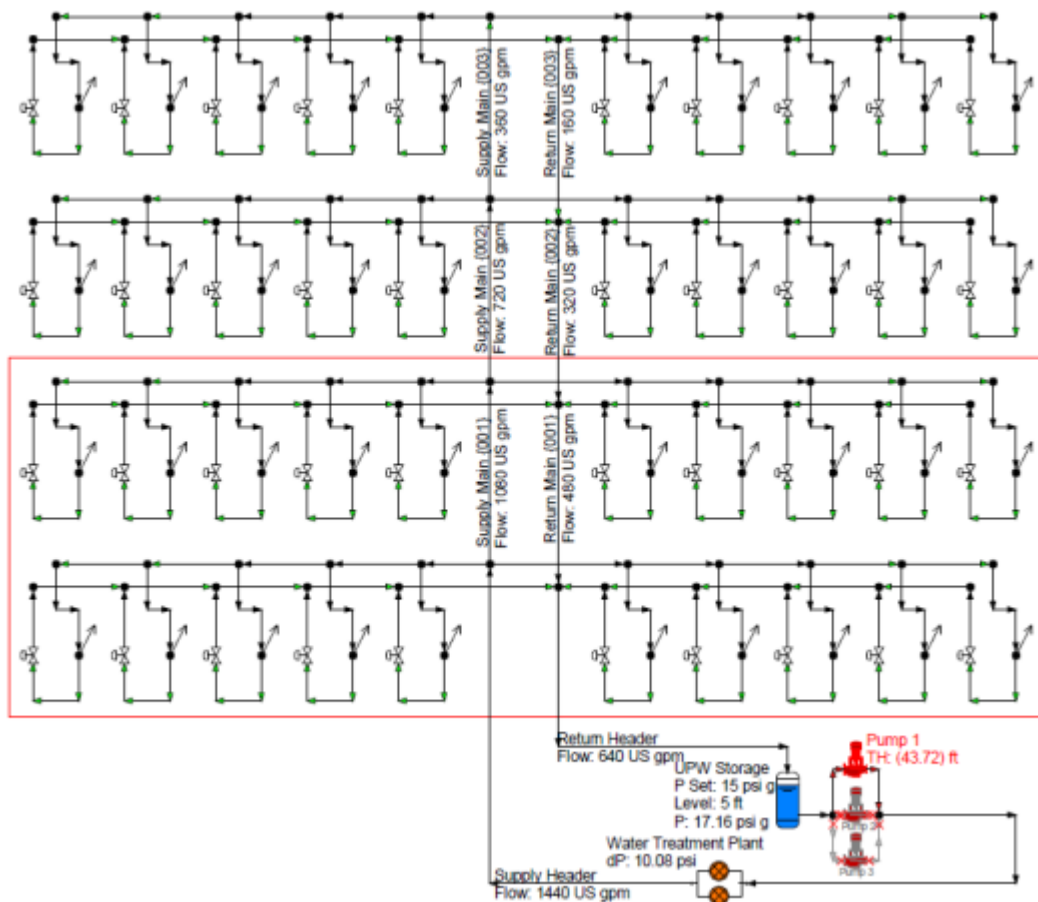 Supply Main (003)
Flow: 360 US gpm
Return Main (003)
Flow: 160 US gpm
Supply Main (002)
Flow: 720 US gpm
Return Main (002)
Flow: 320 US gpm
Supply Main (001)
Flow: 1080 US gpm
Return Main (001)
Flow: 480 US gpm
Return Header
Flow: 640 US gpm
UPW Storage
P Set: 15 psi g
Level: 5 ft
P: 17.16 psi g
Pump 1
TH: (43.72) ft
Pump 2
Pump 3
Water Treatment Plant
dP: 10.08 psi
Supply Header
Flow: 1440 US gpm